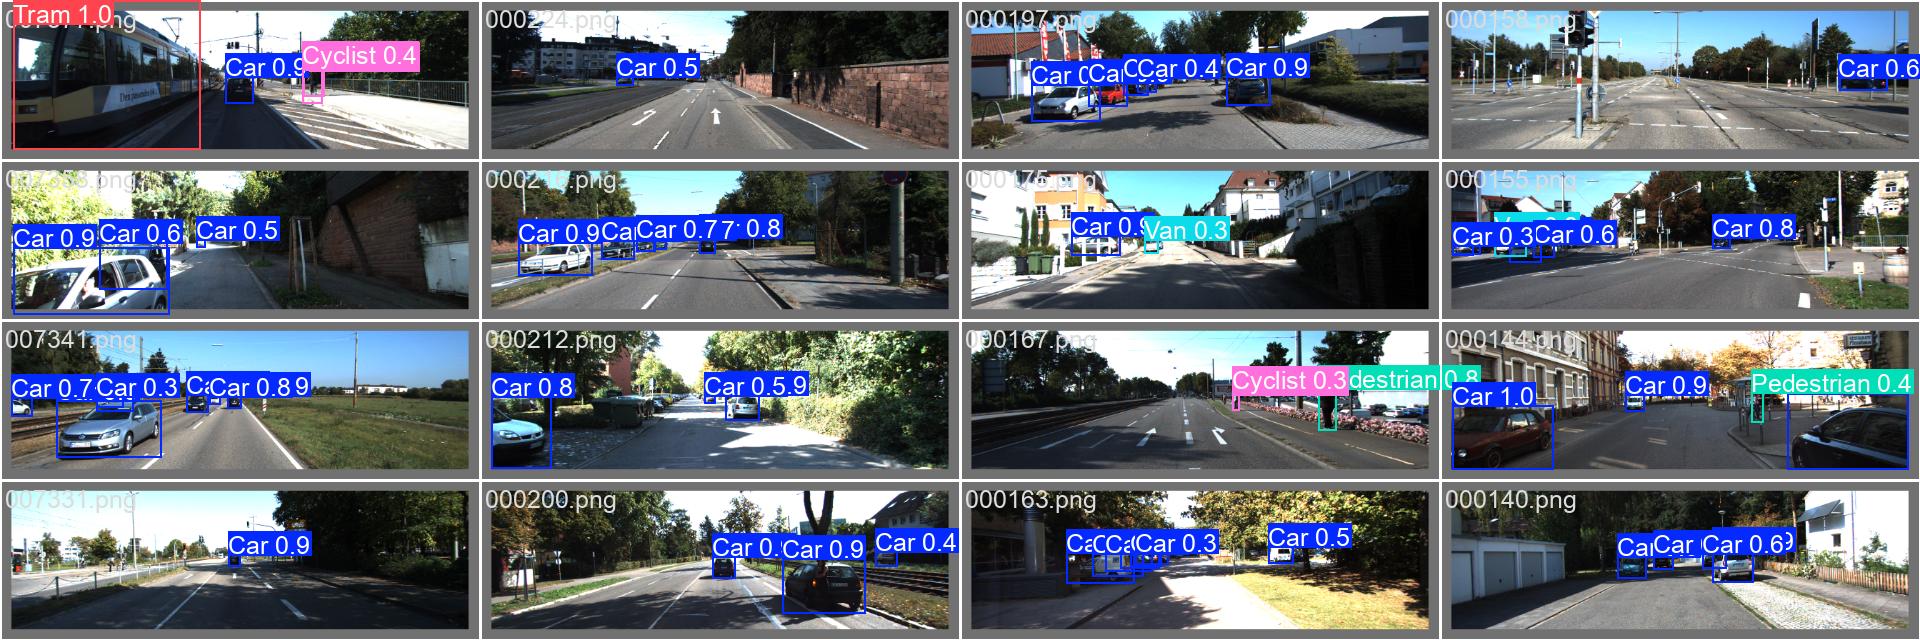 Tram 1.0
Car 0.9
Cyclist 0.4
000224.png
Car 0.5
000197.png
Car 0.4
Car 0.9
000158.png
Car 0.6
Car 0.9
Car 0.6
Car 0.5
Car 0.9
Car 0.7
0.8
000175.png
Car 0.9
Van 0.3
000155.png
Car 0.3
Car 0.6
Car 0.8
007341.png
Car 0.7
Car 0.3
Car 0.8
000212.png
Car 0.8
Car 0.5
000167.png
Cyclist 0.3
destrian 0.8
000144.png
Car 1.0
Car 0.9
Pedestrian 0.4
007331.png
Car 0.9
000200.png
Car 0.9
Car 0.4
000163.png
Car 0.3
Car 0.5
000140.png
Car 0.6